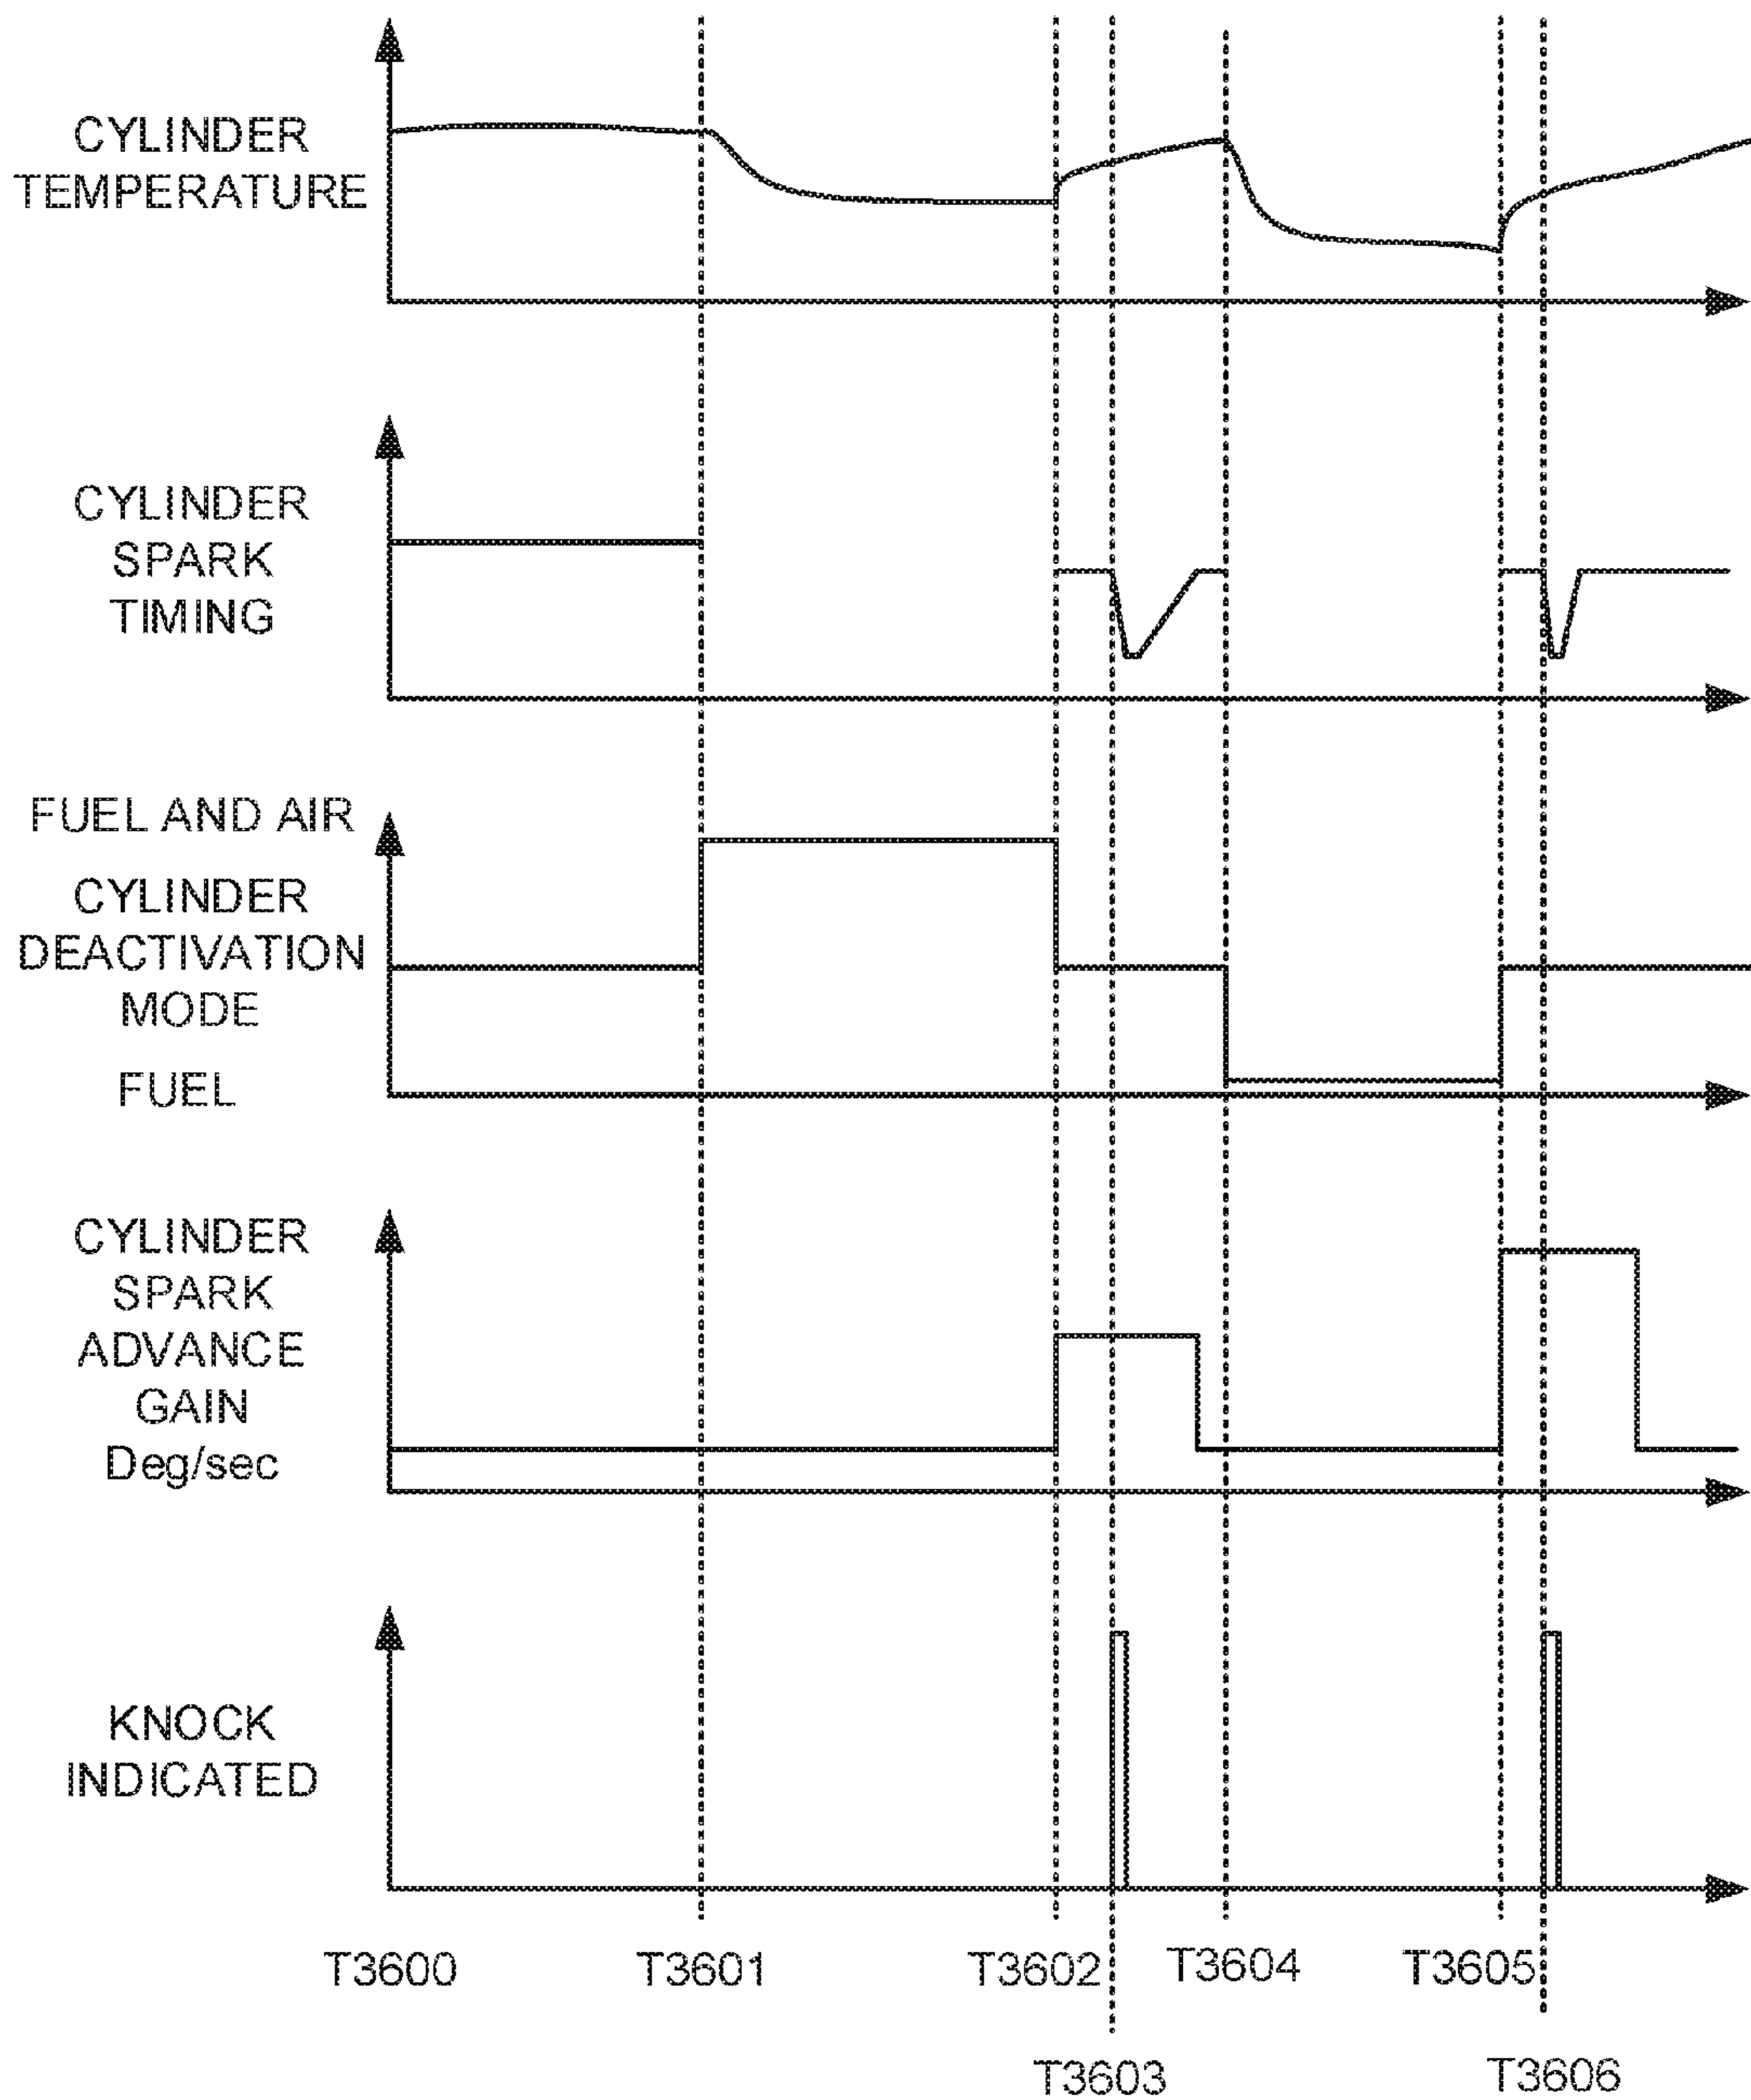 CYLINDER
TEMPERATURE
CYLINDER
SPARK
TIMING
FUEL AND AIR
CYLINDER
DEACTIVATION
MODE
FUEL
CYLINDER
SPARK
ADVANCE
GAIN
Deg/sec
KNOCK
INDICATED
T3600 T3601 T3602 T3604 T3605
T3603 T3606